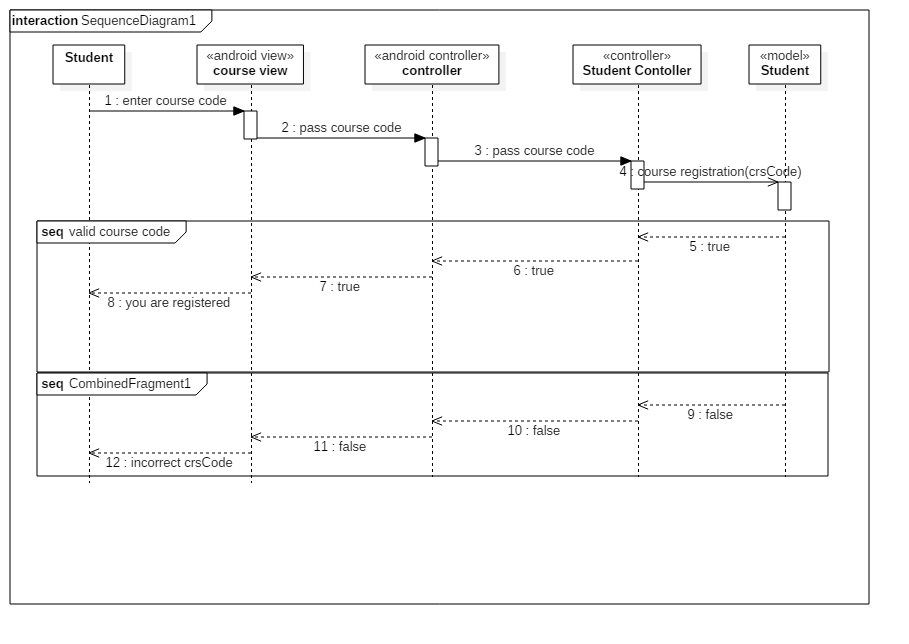 interaction SequenceDiagram1
Student
«android view»
course view
«android controller»
controller
«controller»
Student Contoller
«model»
Student
1 : enter course code
2 : pass course code
3 : pass course code
4 : course registration(crsCode)
seq valid course code
5 : true
6 : true
7 : true
8 : you are registered
seq CombinedFragment1
9 : false
10 : false
11 : false
12 : incorrect crsCode